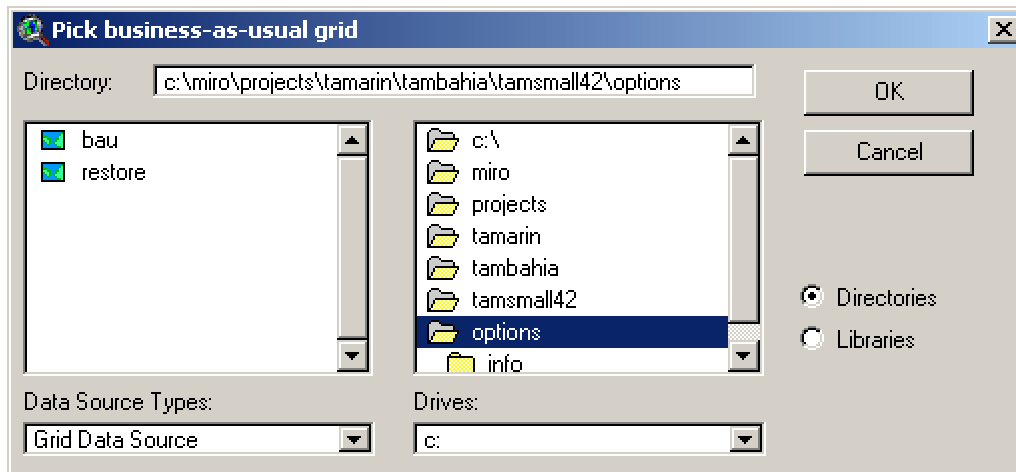 Pick business-as-usual grid
Directory: c:\miro\projects\tamarin\tambahia\tamsmall42\options
OK
Cancel
bau
restore
c:\
miro
projects
tamarin
tambahia
tamsmall42
options
info
Directories
Libraries
Data Source Types: Drives:
Grid Data Source c: